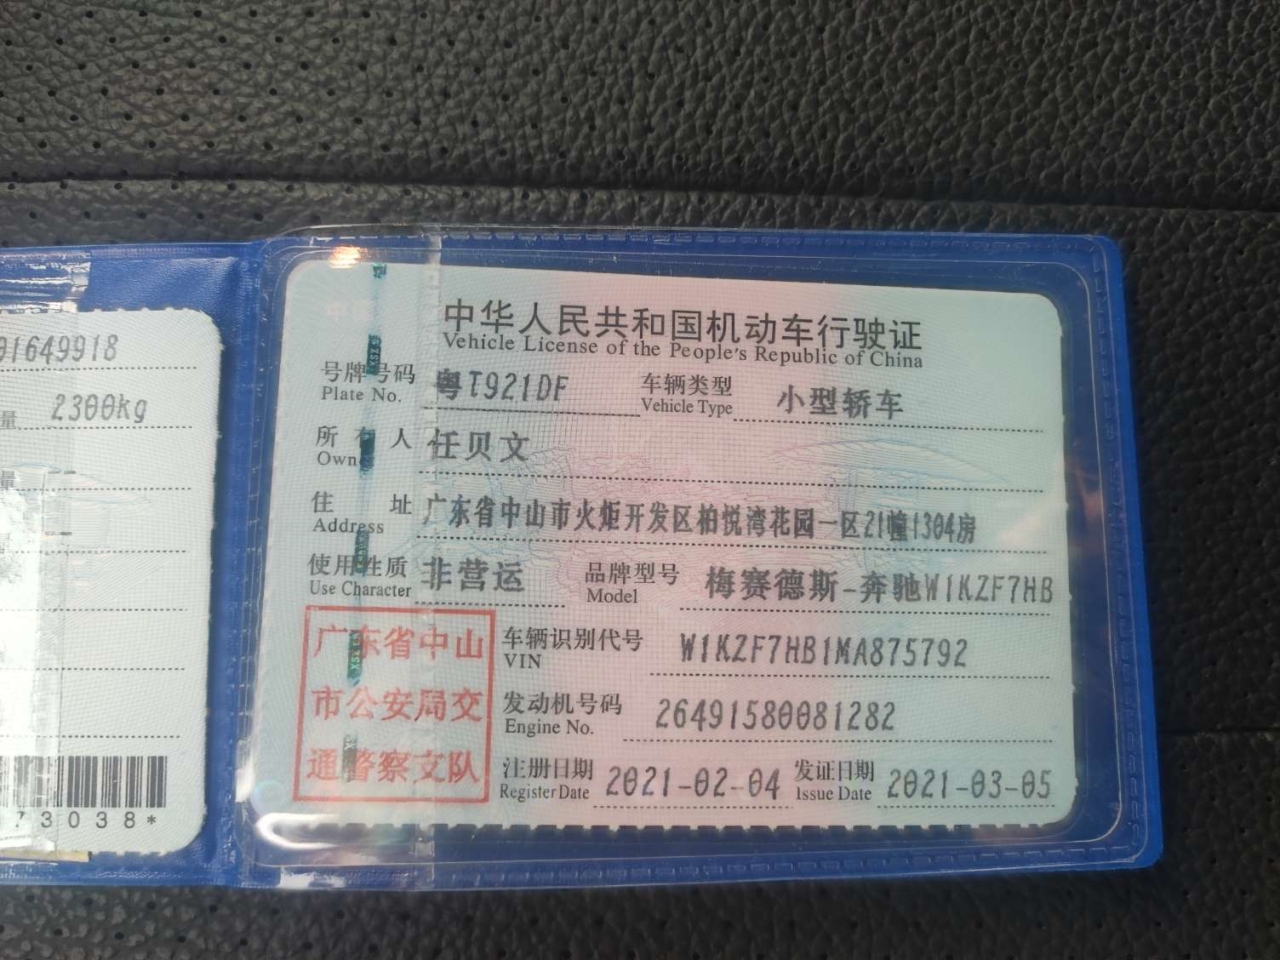 01649918
量 2300kg
量
73038*
中华人民共和国机动车行驶证
Vehicle License of the People's Republic of China
号牌号码 粤T921DF 车辆类型 小型轿车
Plate No. Vehicle Type
所有人 任贝文
Owner
住址 广东省中山市火炬开发区柏悦湾花园一区21幢1304房
Address
使用性质 非营运 品牌型号 梅赛德斯-奔驰W1KZF7HB
Use Character Model
广东省中山
市公安局交
通警察支队
车辆识别代号 W1KZF7HB1MA875792
VIN
发动机号码 26491580081282
Engine No.
注册日期 2021-02-04 发证日期 2021-03-05
Register Date Issue Date